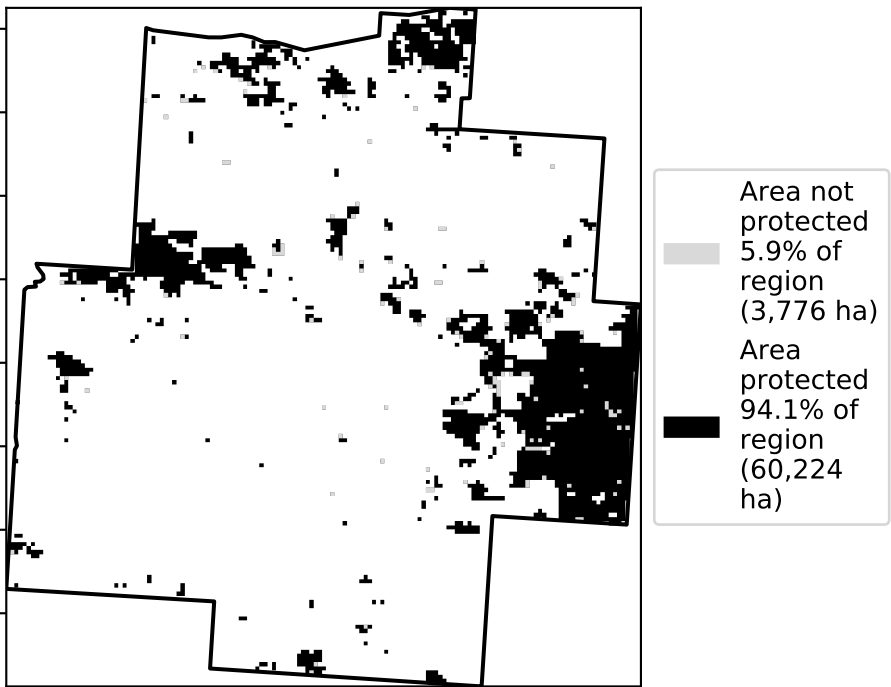 Area not
protected
5.9% of
region
(3,776 ha)
Area
protected
94.1% of
region
(60,224
ha)